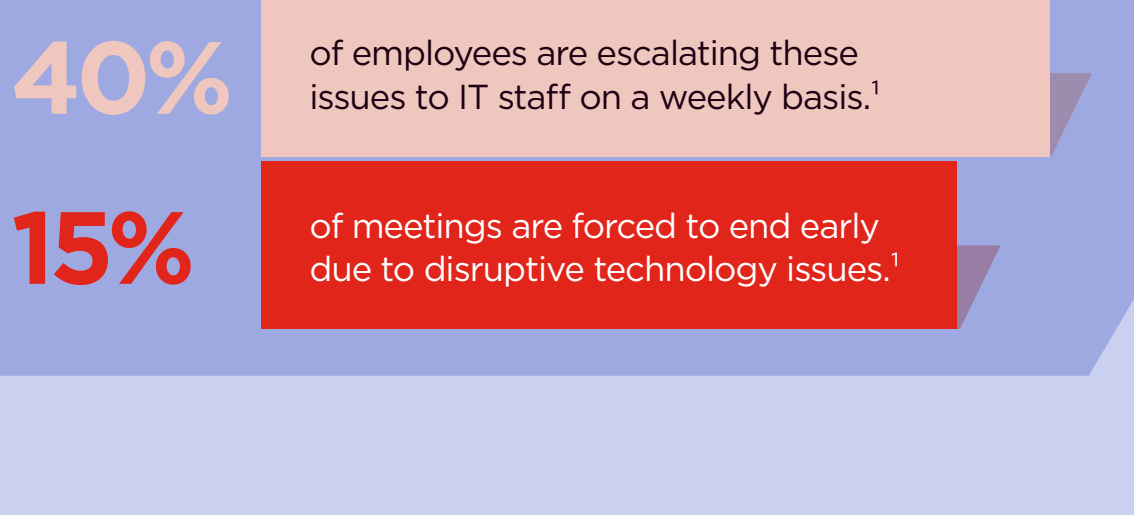 40%
of employees are escalating these
issues to IT staff on a weekly basis.¹
15%
of meetings are forced to end early
due to disruptive technology issues.¹